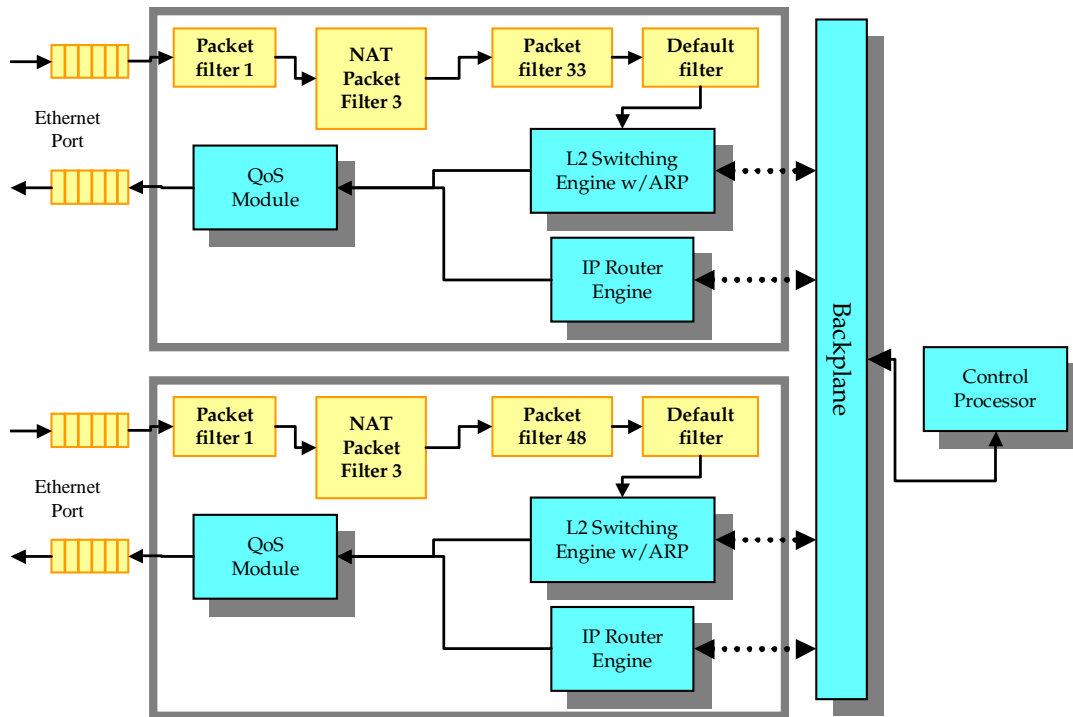 Packet
filter 1
NAT
Packet
Filter 3
Packet
filter 33
Default
filter
Ethernet
Port
QoS
Module
L2 Switching
Engine w/ARP
IP Router
Engine
Backplane
Control
Processor
Packet
filter 1
NAT
Packet
Filter 3
Packet
filter 48
Default
filter
Ethernet
Port
QoS
Module
L2 Switching
Engine w/ARP
IP Router
Engine